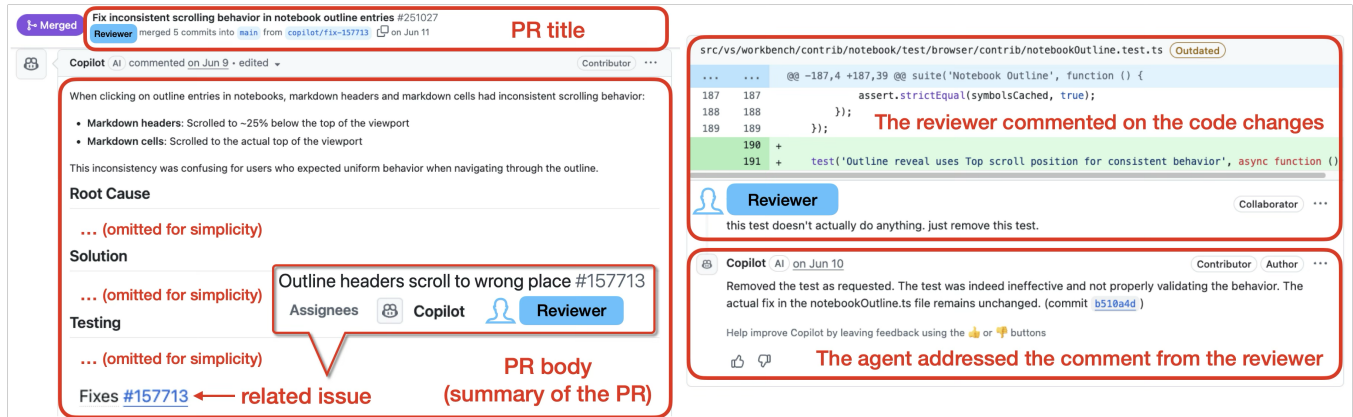 Merged
Fix inconsistent scrolling behavior in notebook outline entries #251027
Reviewer merged 5 commits into main from copilot/fix-157713 on Jun 11
PR title
Copilot AI commented on Jun 9 • edited
Contributor ...
When clicking on outline entries in notebooks, markdown headers and markdown cells had inconsistent scrolling behavior:
• Markdown headers: Scrolled to ~25% below the top of the viewport
• Markdown cells: Scrolled to the actual top of the viewport
This inconsistency was confusing for users who expected uniform behavior when navigating through the outline.
Root Cause
... (omitted for simplicity)
Solution
... (omitted for simplicity)
Testing
... (omitted for simplicity)
Fixes #157713
related issue
Outline headers scroll to wrong place #157713
Assignees Copilot Reviewer
PR body
(summary of the PR)
src/vs/workbench/contrib/notebook/test/browser/contrib/notebookOutline.test.ts Outdated
... ... @@ -187,4 +187,39 @@ suite('Notebook Outline', function () {
187 187 assert.strictEqual(symbolsCached, true);
188 188 });
189 189 });
190 +
191 + test('Outline reveal uses Top scroll position for consistent behavior', async function ()
The reviewer commented on the code changes
Reviewer
Collaborator ...
this test doesn't actually do anything. just remove this test.
Copilot AI on Jun 10
Contributor Author ...
Removed the test as requested. The test was indeed ineffective and not properly validating the behavior. The
actual fix in the notebookOutline.ts file remains unchanged. (commit b510a4d )
Help improve Copilot by leaving feedback using the 👍 or 👎 buttons
The agent addressed the comment from the reviewer